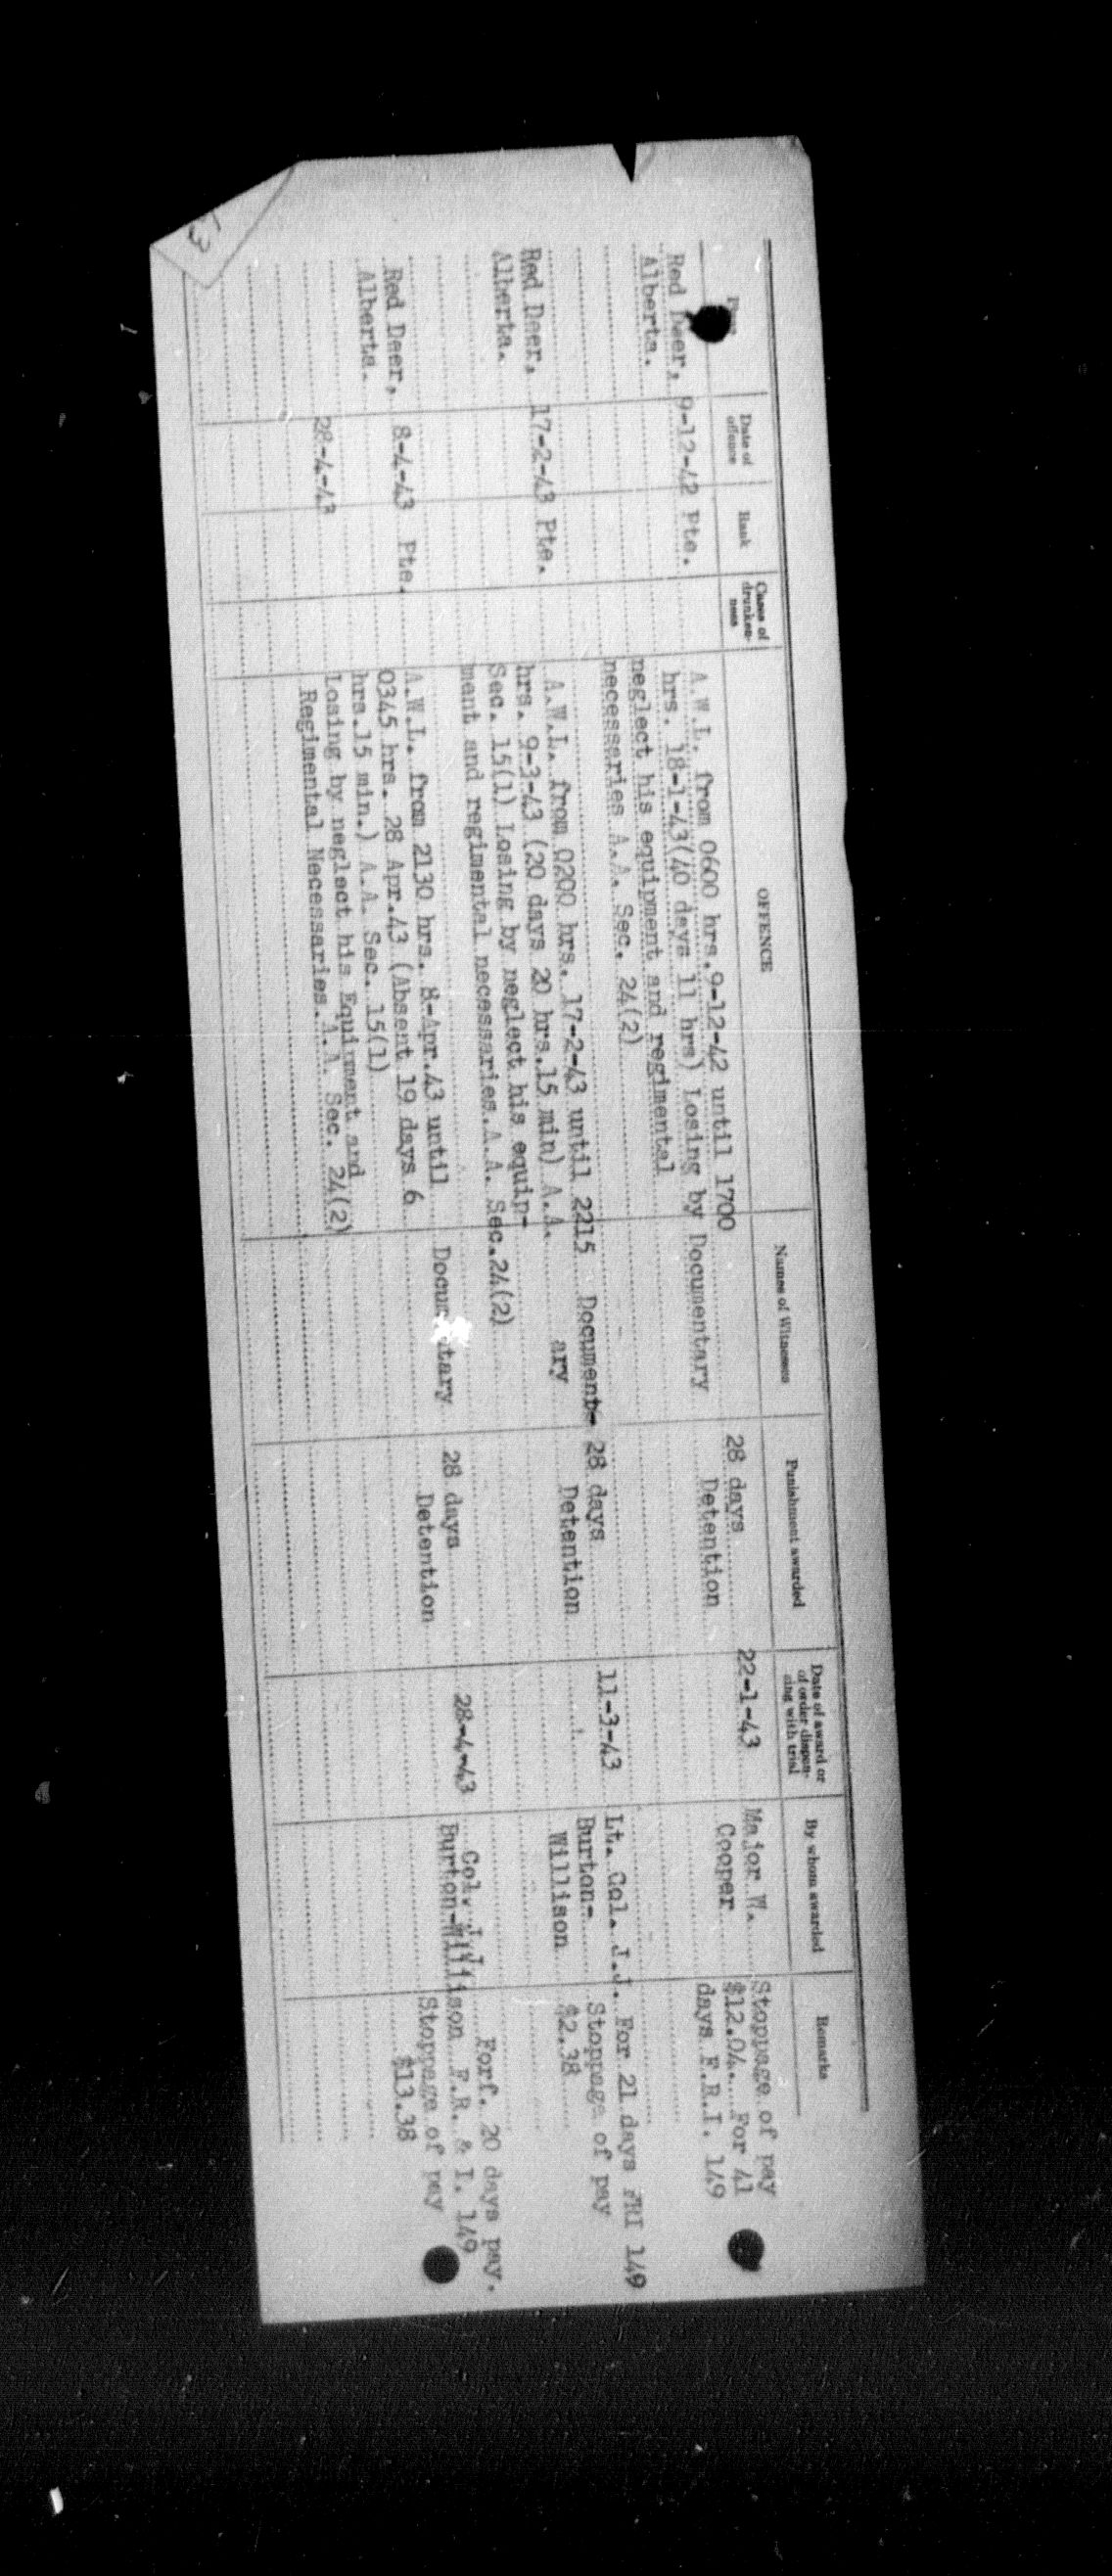 Place
Date of offence
Rank
Cases of drunkenness
OFFENCE
Names of Witnesses
Punishment awarded
Date of award or of order dispensing with trial
By whom awarded
Remarks
Red Deer, 9-12-42 Pte. A.W.L. from 0600 hrs.9-12-42 until 1700 Documentary 28 days 22-1-43 Major W. Stoppage of pay
Alberta. hrs. 18-1-43(40 days 11 hrs) Losing by Detention Cooper $12.04. For 41
neglect his equipment and regimental days F.R.I. 149
necessaries A.A. Sec. 24(2)
Red Deer, 17-2-43 Pte. A.W.L. from 0200 hrs. 17-2-43 until 2215 Document- 28 days 11-3-43 Lt. Col. J.J. For 21 days FRI 149
Alberta. hrs. 9-3-43 (20 days 20 hrs.15 min) A.A. ary Detention Burton- Stoppage of pay
Sec. 15(1) Losing by neglect his equip- Willison $2.38
ment and regimental necessaries.A.A. Sec.24(2)
Red Deer, 8-4-43 Pte. A.W.L. from 2130 hrs. 8-Apr.43 until Docu tary 28 days 28-4-43 Col. J.J. Forf. 20 days pay.
Alberta. 0345 hrs. 28 Apr.43 (Absent 19 days 6 Detention Burton-Willison F.R. & I. 149
hrs.15 min.) A.A. Sec. 15(1) Stoppage of pay
28-4-43 Losing by neglect his Equipment and $13.38
Regimental Necessaries. A.A. Sec. 24(2)